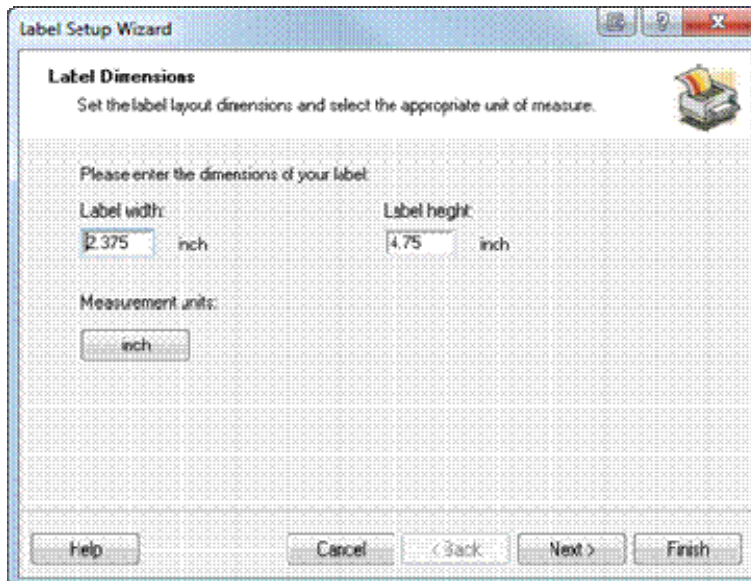 Label Setup Wizard
Label Dimensions
Set the label layout dimensions and select the appropriate unit of measure.
Please enter the dimensions of your label:
Label width:
Label height:
2.375 inch
4.75 inch
Measurement units:
inch
Help
Cancel
< Back
Next >
Finish